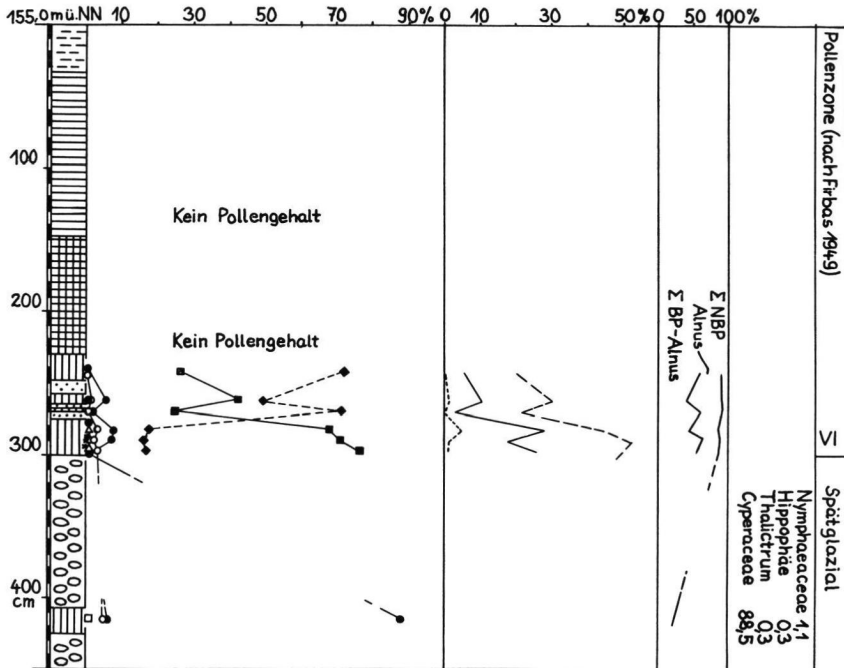 155,0 mü.NN 10 30 50 70 90% 0 10 30 50% 0 50 100%
Pollenzone (nach Firbas 1949)
100
Kein Pollengehalt
200
Kein Pollengehalt
Σ BP-Alnus
Alnus
Σ NBP
300
VI
Spätglazial
Nymphaeaceae 1,1
Hippophäe 0,3
Thalictrum 0,3
Cyperaceae 88,5
400
cm